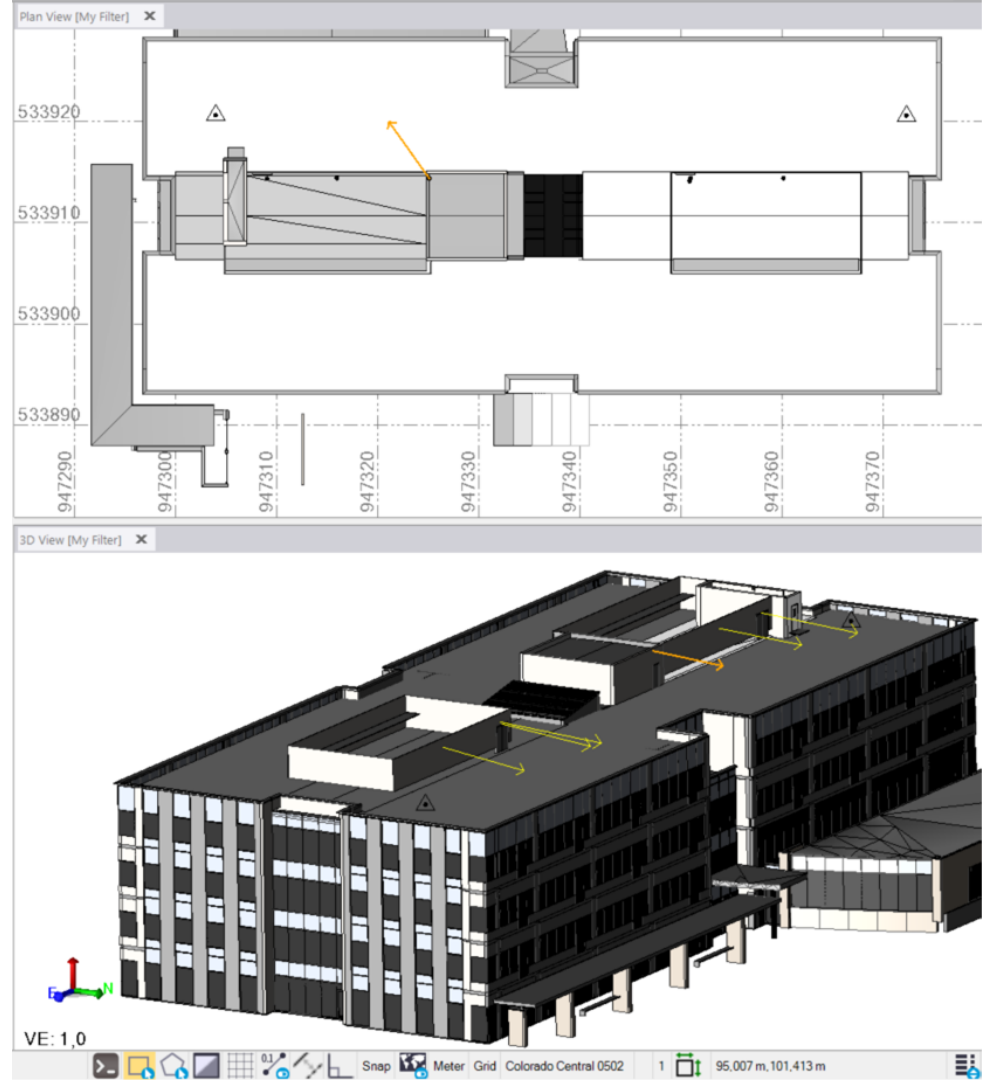 Plan View [My Filter]
533920
533910
533900
533890
947290
947300
947310
947320
947330
947340
947350
947360
947370
3D View [My Filter]
E
N
VE: 1,0
0.1 Snap Meter Grid Colorado Central 0502 1 95,007 m,101,413 m